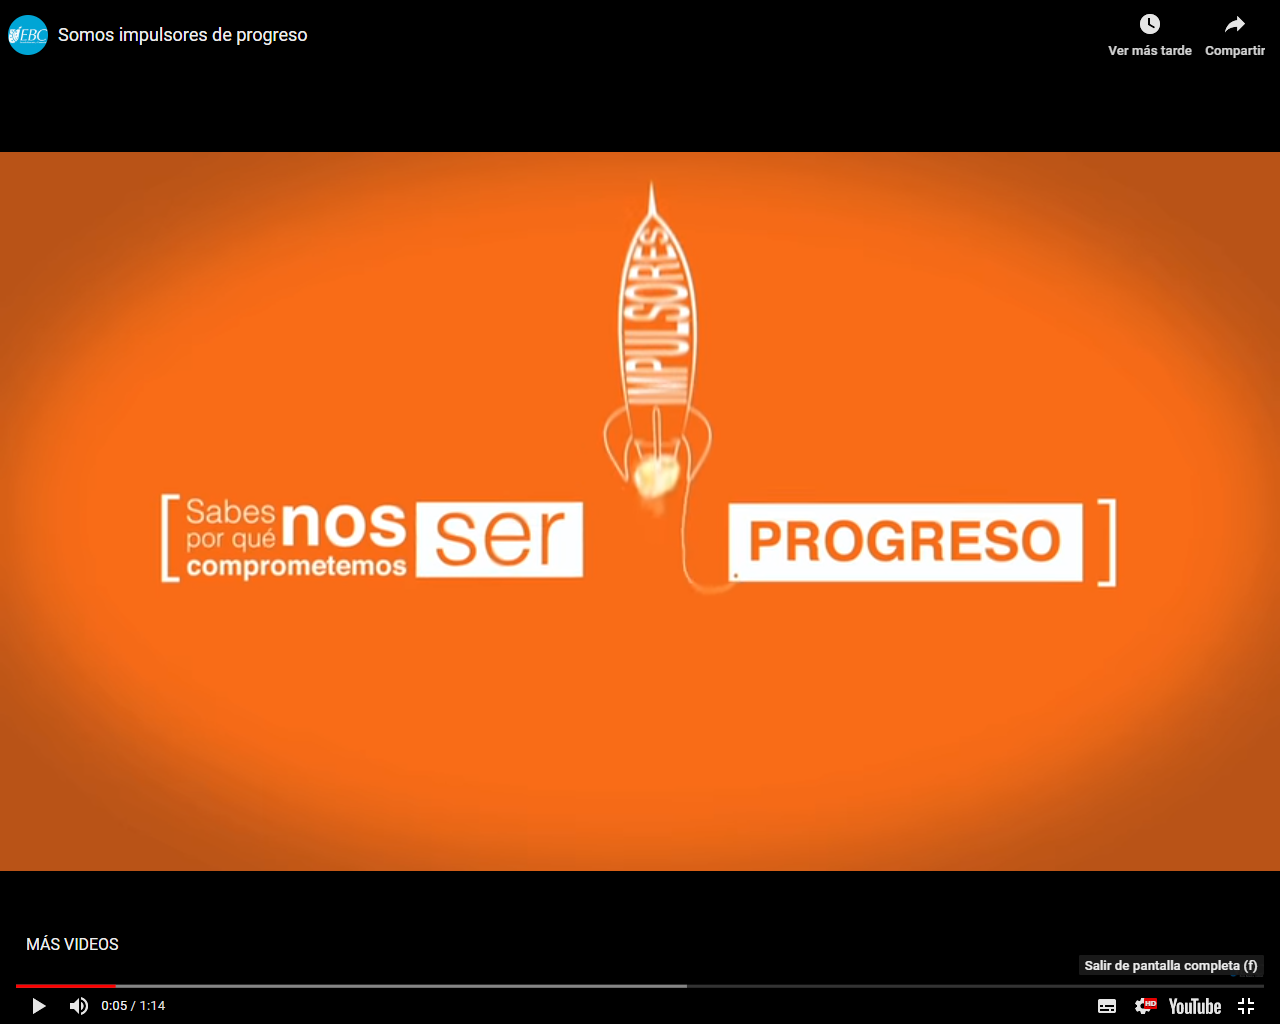 EBC
Somos impulsores de progreso
Ver más tarde
Compartir
IMPULSORES
Sabes
por qué
nos
comprometemos
ser
PROGRESO
MÁS VIDEOS
Salir de pantalla completa (f)
0:05 / 1:14
HD
YouTube